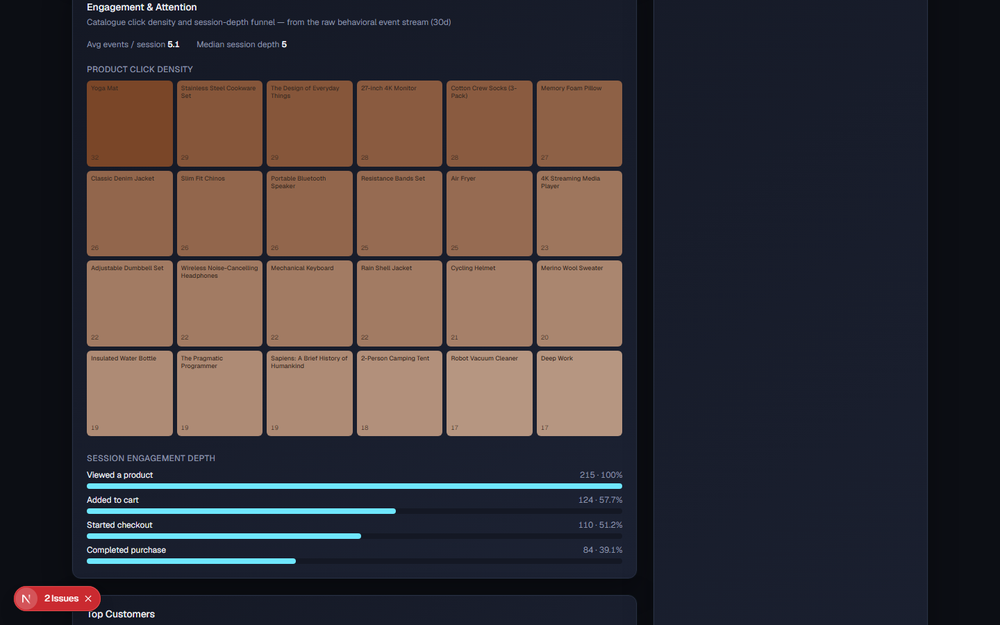 Engagement & Attention
Catalogue click density and session-depth funnel — from the raw behavioral event stream (30d)
Avg events / session 5.1 Median session depth 5
PRODUCT CLICK DENSITY
Yoga Mat
32
Stainless Steel Cookware
Set
29
The Design of Everyday
Things
29
27-inch 4K Monitor
28
Cotton Crew Socks (3-
Pack)
28
Memory Foam Pillow
27
Classic Denim Jacket
26
Slim Fit Chinos
26
Portable Bluetooth
Speaker
26
Resistance Bands Set
25
Air Fryer
25
4K Streaming Media
Player
23
Adjustable Dumbbell Set
22
Wireless Noise-Cancelling
Headphones
22
Mechanical Keyboard
22
Rain Shell Jacket
22
Cycling Helmet
21
Merino Wool Sweater
20
Insulated Water Bottle
19
The Pragmatic
Programmer
19
Sapiens: A Brief History of
Humankind
19
2-Person Camping Tent
18
Robot Vacuum Cleaner
17
Deep Work
17
SESSION ENGAGEMENT DEPTH
Viewed a product 215 · 100%
Added to cart 124 · 57.7%
Started checkout 110 · 51.2%
Completed purchase 84 · 39.1%
N 2 Issues
Top Customers